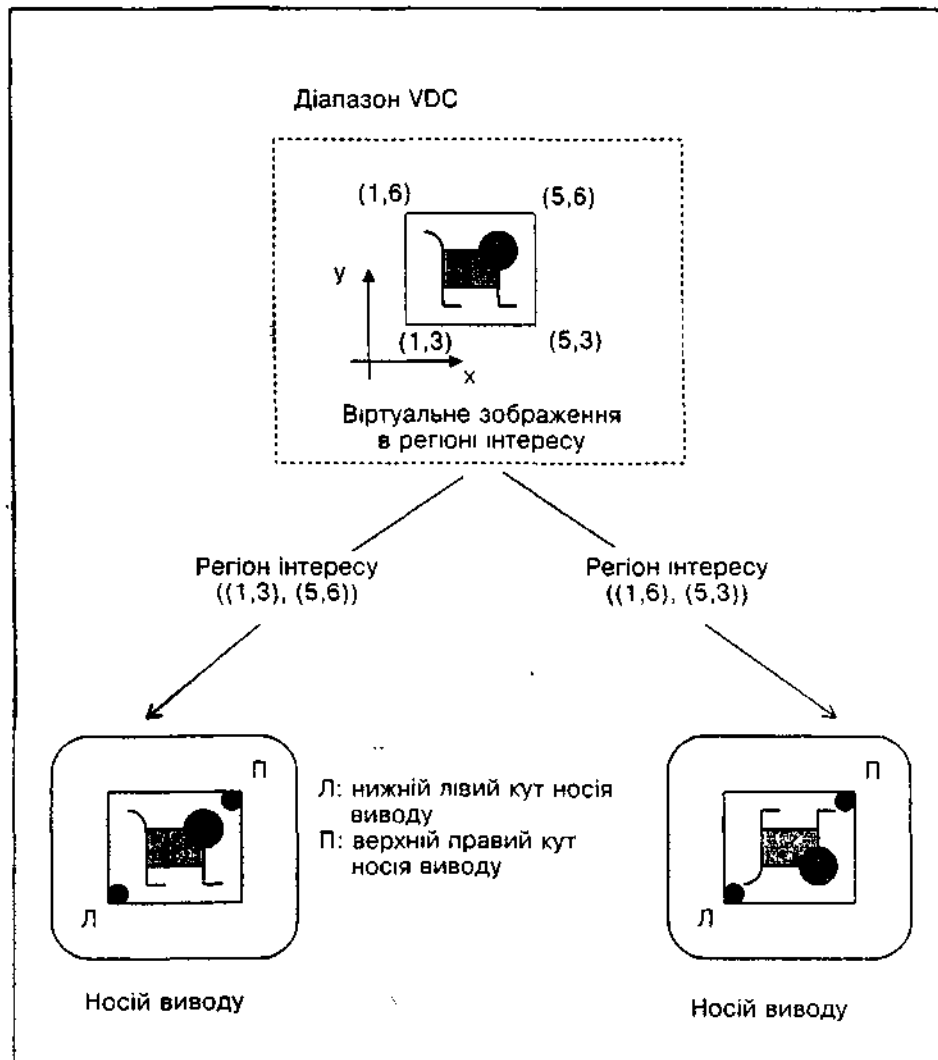 Діапазон VDC
(1,6)
(5,6)
y
(1,3)
(5,3)
x
Віртуальне зображення
в регіоні інтересу
Регіон інтересу
((1,3), (5,6))
Регіон інтересу
((1,6), (5,3))
П
Л
Л: нижній лівий кут носія
виводу
П: верхній правий кут
носія виводу
П
Л
Носій виводу
Носій виводу